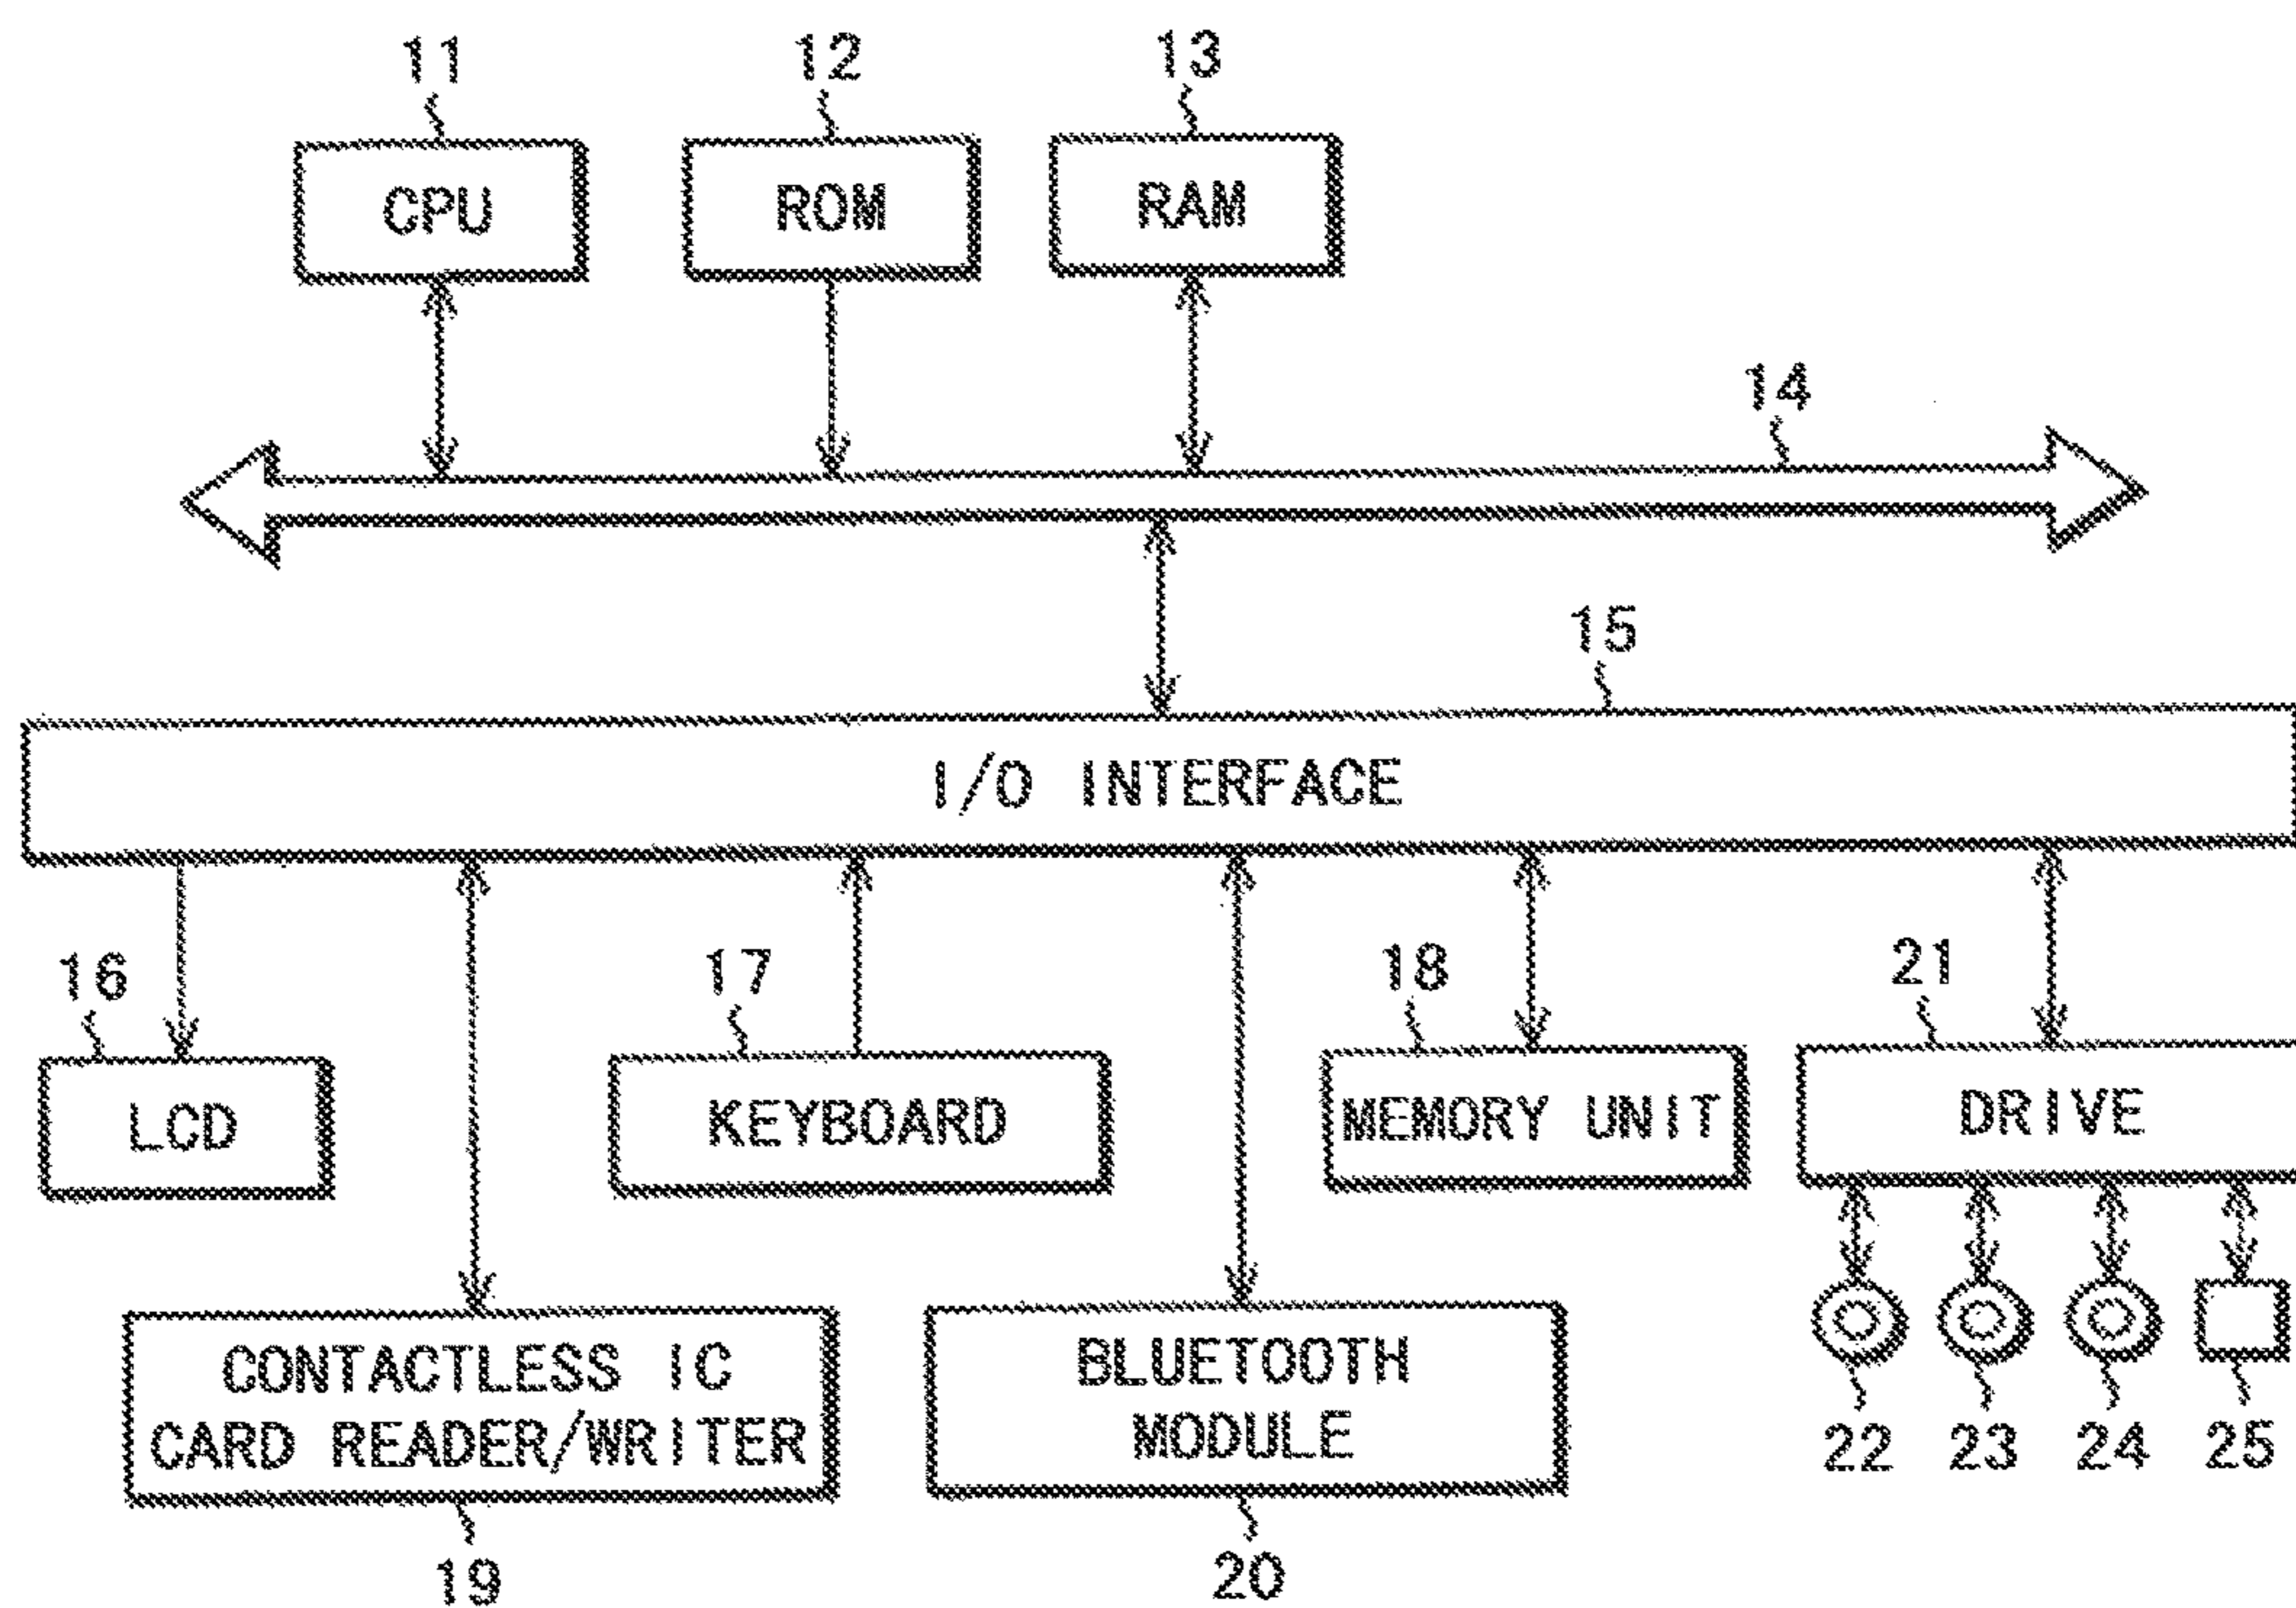 11
12
13
CPU
ROM
RAM
14
15
I/O INTERFACE
16
17
18
21
LCD
KEYBOARD
MEMORY UNIT
DRIVE
CONTACTLESS IC
CARD READER/WRITER
BLUETOOTH
MODULE
22
23
24
25
19
20